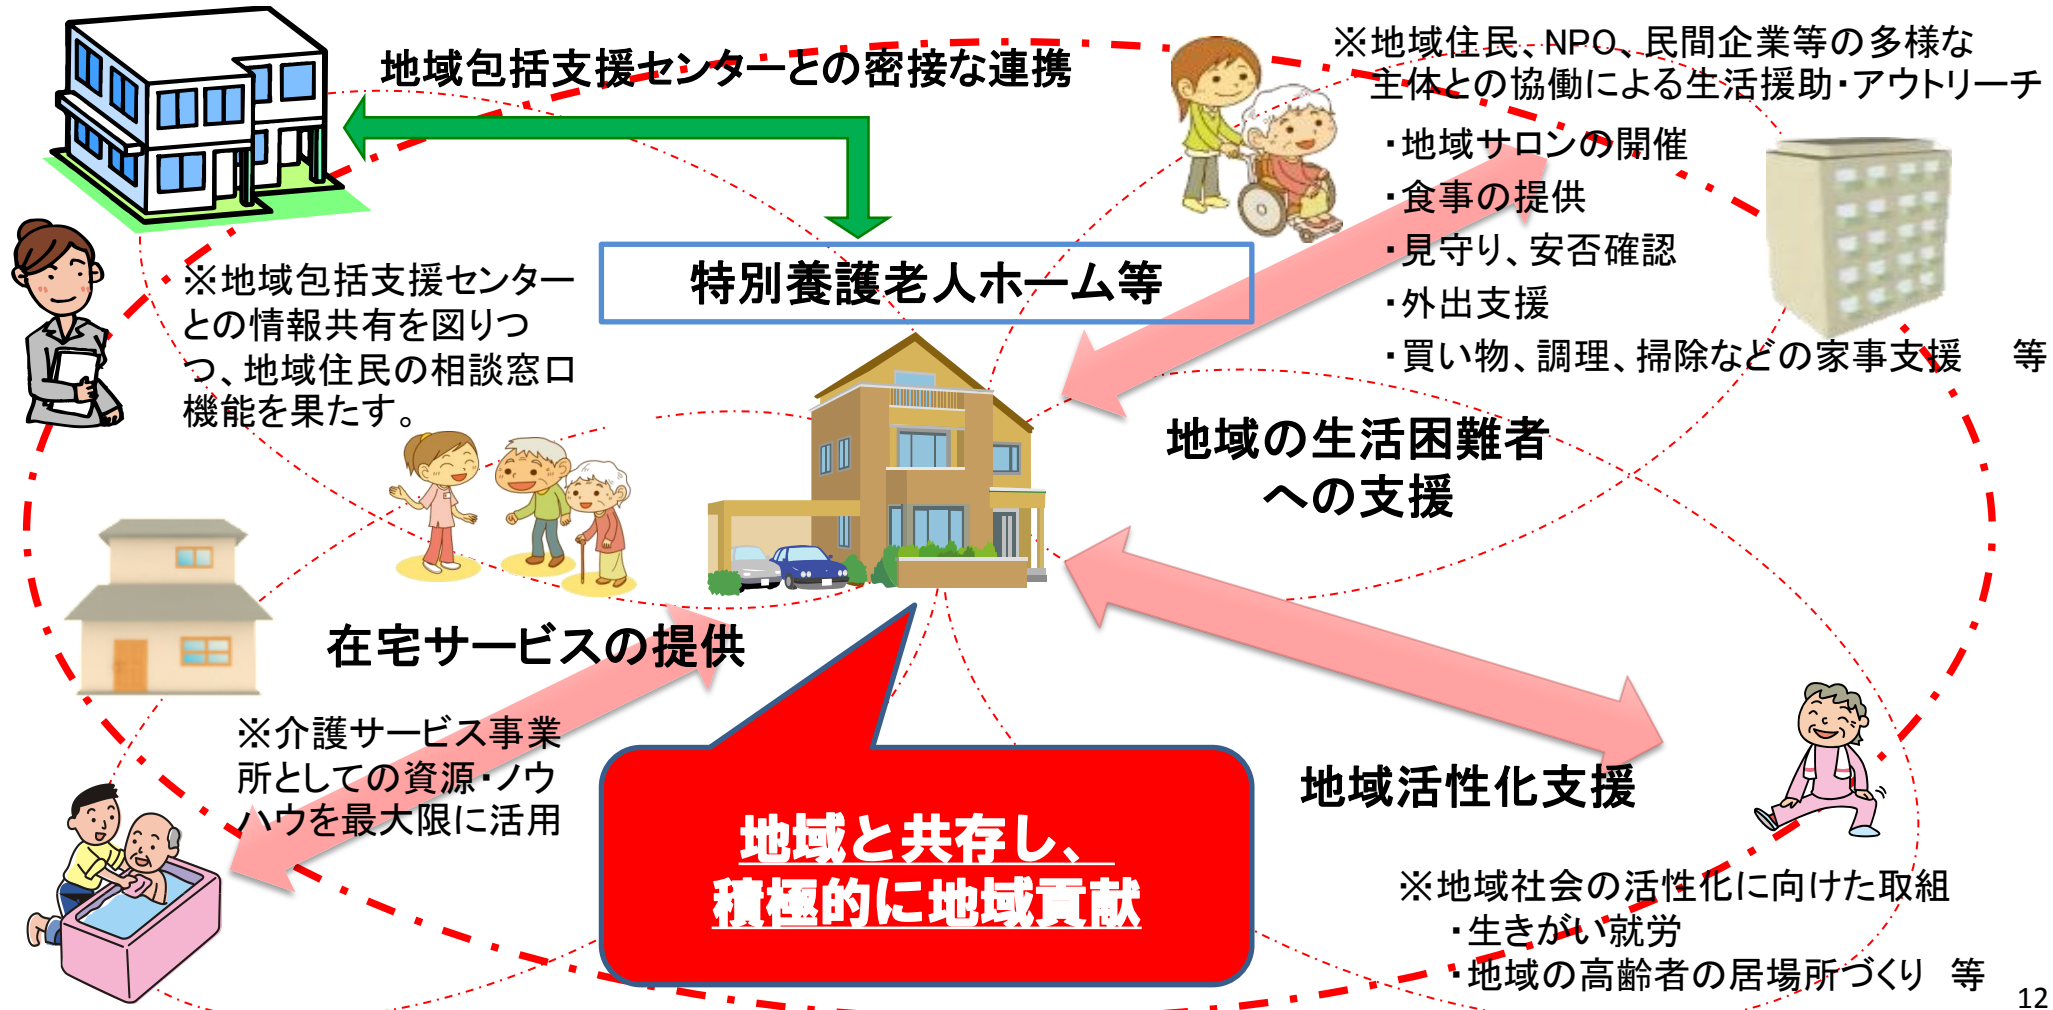 地域包括支援センターとの密接な連携
※地域住民、NPO、民間企業等の多様な
主体との協働による生活援助・アウトリーチ
・地域サロンの開催
・食事の提供
・見守り、安否確認
・外出支援
・買い物、調理、掃除などの家事支援　等
特別養護老人ホーム等
※地域包括支援センター
との情報共有を図りつ
つ、地域住民の相談窓口
機能を果たす。
地域の生活困難者
への支援
在宅サービスの提供
※介護サービス事業
所としての資源・ノウ
ハウを最大限に活用
地域と共存し、
積極的に地域貢献
地域活性化支援
※地域社会の活性化に向けた取組
・生きがい就労
・地域の高齢者の居場所づくり　等
12